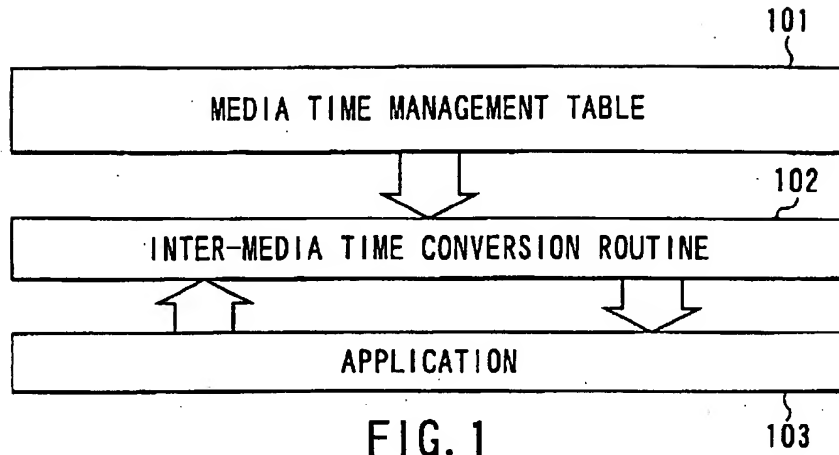 101
MEDIA TIME MANAGEMENT TABLE
102
INTER-MEDIA TIME CONVERSION ROUTINE
APPLICATION
FIG. 1
103